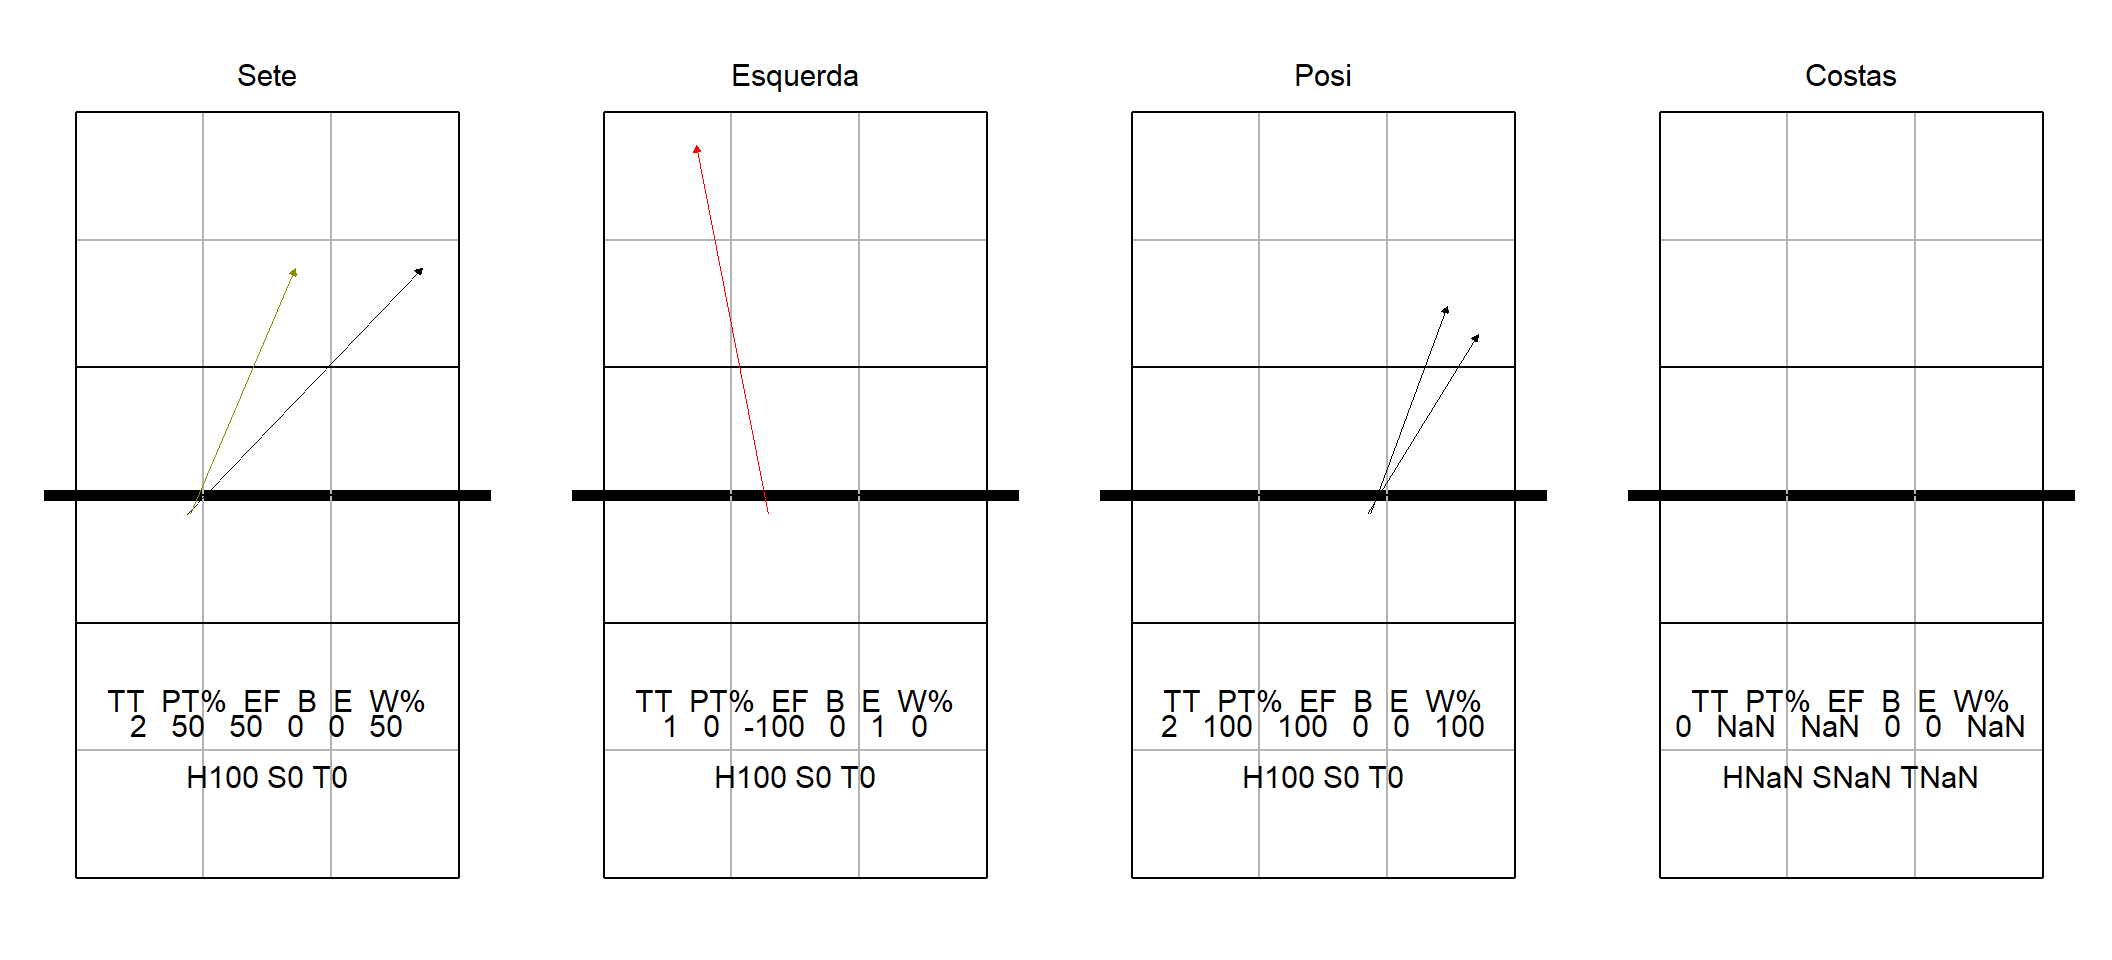 Sete
TT PT% EF B E W%
2 50 50 0 0 50
H100 S0 T0
Esquerda
TT PT% EF B E W%
1 0 -100 0 1 0
H100 S0 T0
Posi
TT PT% EF B E W%
2 100 100 0 0 100
H100 S0 T0
Costas
TT PT% EF B E W%
0 NaN NaN 0 0 NaN
HNaN SNaN TNaN